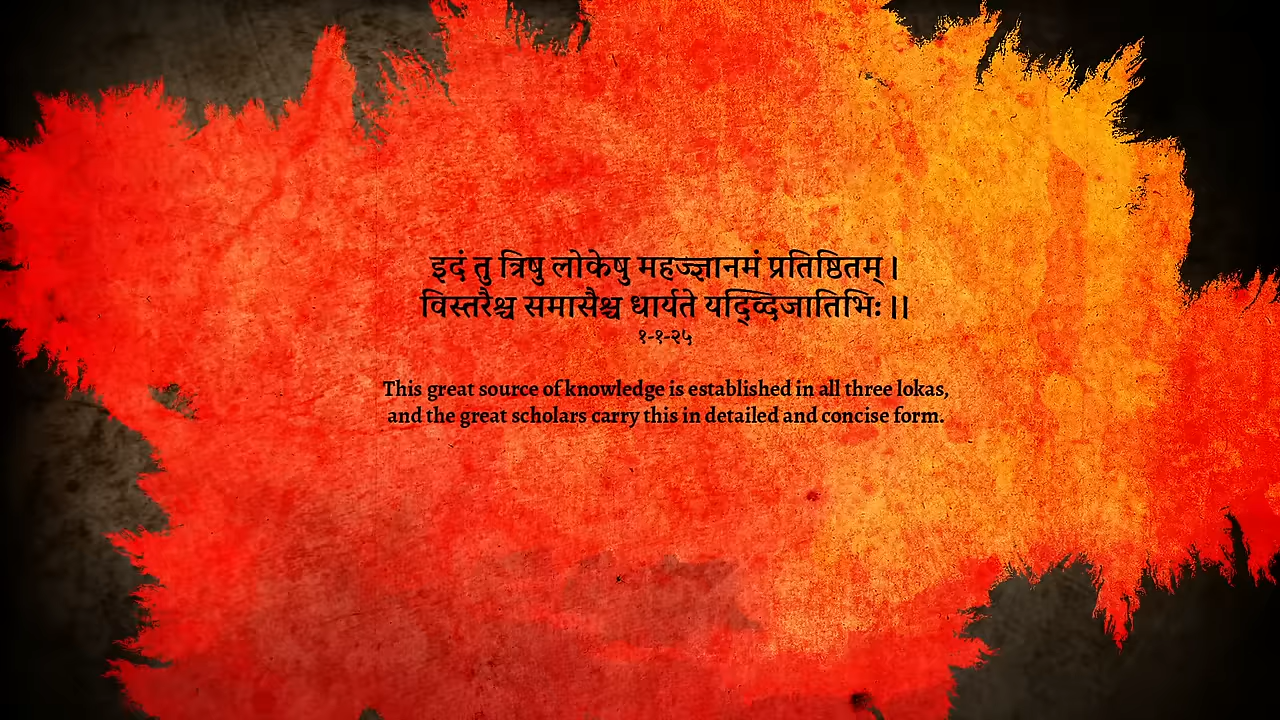 इदं तु त्रिषु लोकेषु महज्ज्ञानमं प्रतिष्ठितम् ।
विस्तरैश्च समासैश्च धार्यते यद्द्विजातिभिः ।।
१-१-२५
This great source of knowledge is established in all three lokas,
and the great scholars carry this in detailed and concise form.